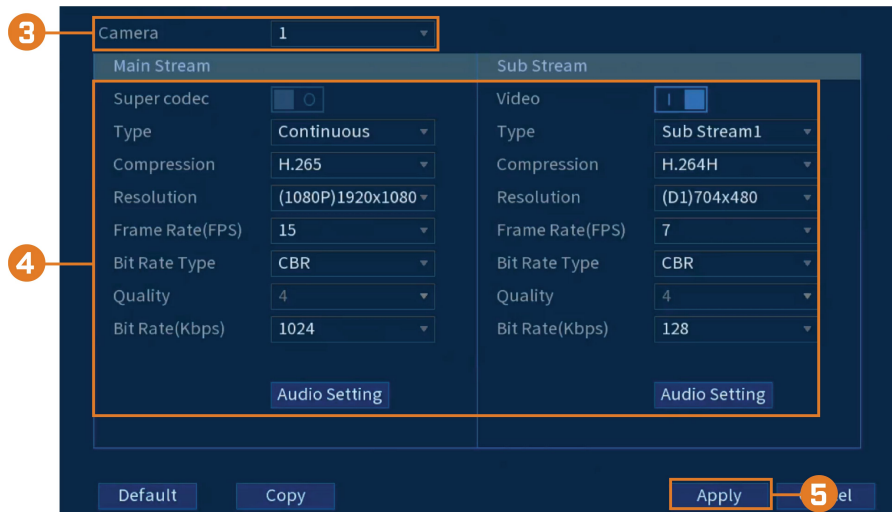 3 Camera 1
Main Stream Sub Stream
Super codec O Video I
Type Continuous Type Sub Stream1
Compression H.265 Compression H.264H
Resolution (1080P)1920x1080 Resolution (D1)704x480
Frame Rate(FPS) 15 Frame Rate(FPS) 7
4 Bit Rate Type CBR Bit Rate Type CBR
Quality 4 Quality 4
Bit Rate(Kbps) 1024 Bit Rate(Kbps) 128
Audio Setting Audio Setting
Default Copy Apply 5 el